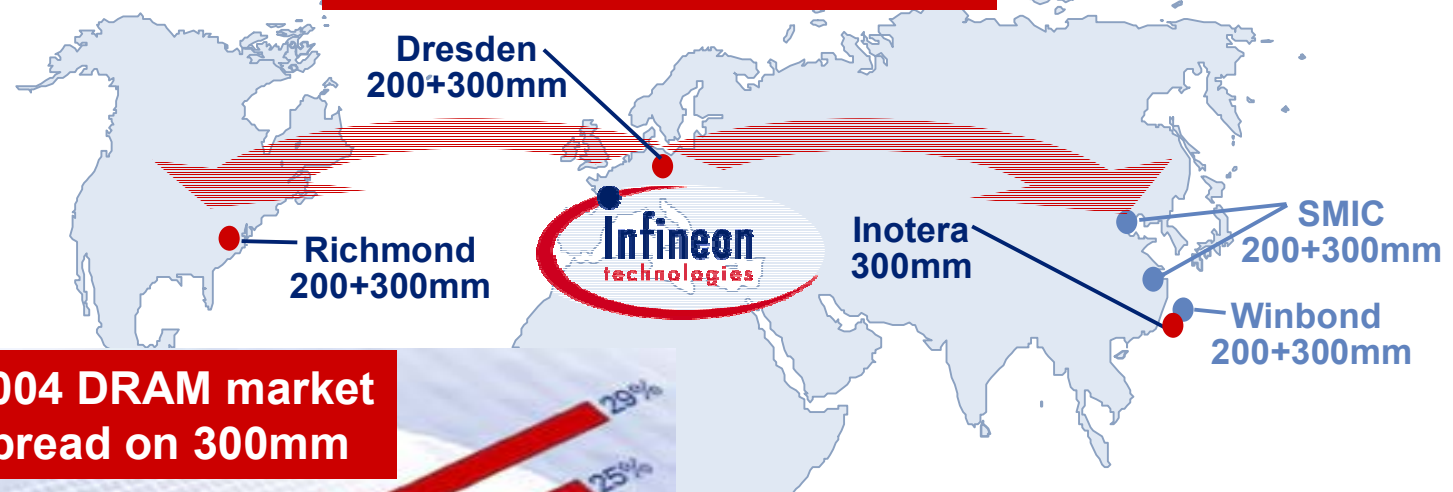 Dresden
200+300mm
Infineon
technologies
Richmond
200+300mm
Inotera
300mm
SMIC
200+300mm
Winbond
200+300mm
004 DRAM market
pread on 300mm
29%
25%